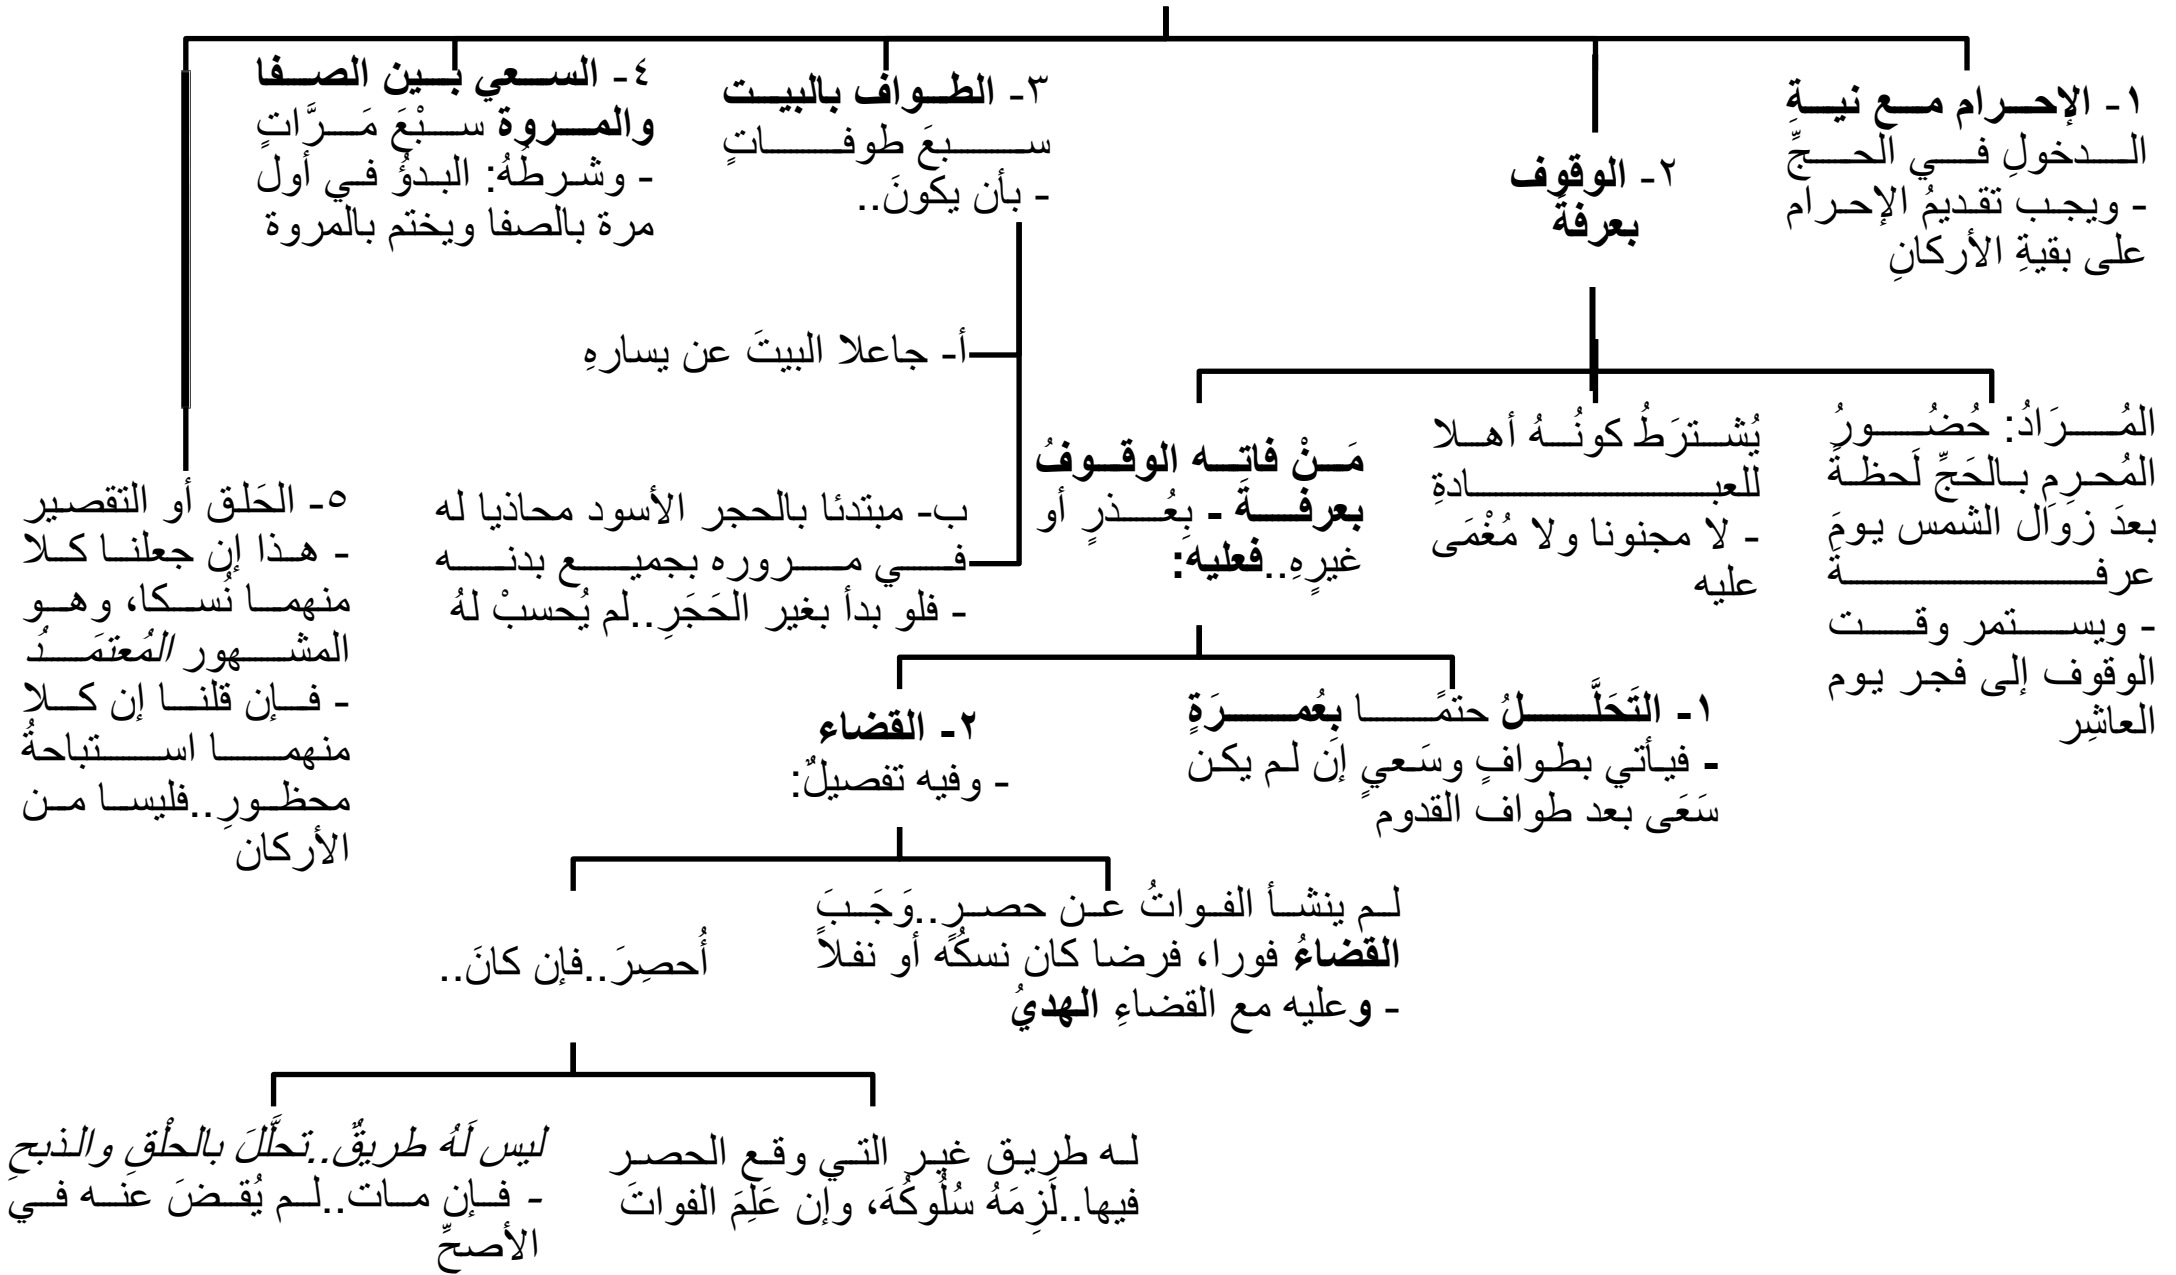 ١- الإحرام مع نيةِ
الدخولِ في الحجِّ
- ويجب تقديمُ الإحرام
على بقيةِ الأركانِ
٢- الوقوف
بعرفةَ
٣- الطواف بالبيت
سبعَ طوفاتٍ
- بأن يكونَ..
٤- السعي بين الصفا
والمروة سبْعَ مَرَّاتٍ
- وشرطُهُ: البدؤُ في أول
مرة بالصفا ويختم بالمروة
أ- جاعلا البيتَ عن يسارهِ
ب- مبتدئا بالحجر الأسود محاذيا له
في مروره بجميع بدنه
- فلو بدأ بغير الحَجَرِ..لم يُحسبْ لهُ
٥- الحَلق أو التقصير
- هذا إن جعلنا كلا
منهما نُسكا، وهو
المشهور المُعتمَدُ
- فإن قلنا إن كلا
منهما استباحةُ
محظورِ..فليسا من
الأركان
المُرَادُ: حُضُورُ
المُحرِمِ بالحَجِّ لَحظةً
بعدَ زوال الشمس يومَ
عرفةَ
- ويستمر وقت
الوقوف إلى فجر يوم
العاشِر
يُشترَطُ كونُهُ أهلا
للعبادةِ
- لا مجنونا ولا مُغْمَى
عليه
مَنْ فاته الوقوفُ
بعرفةَ - بِعُذرٍ أو
غيرِهِ..فعليه:
١- التَحَلَّلُ حتمًا بِعُمرَةٍ
- فيأتي بطوافٍ وسَعيٍ إن لم يكن
سَعَى بعد طواف القدوم
٢- القضاء
- وفيه تفصيلٌ:
لم ينشأ الفواتُ عن حصرٍ..وَجَبَ
القضاءُ فورا، فرضا كان نسكُه أو نفلاً
- وعليه مع القضاءِ الهديُ
أُحصِرَ..فإن كانَ..
له طريق غير التي وقع الحصر
فيها..لَزِمَهُ سُلُوكُهَ، وإن عَلِمَ الفواتَ
ليس لَهُ طريقٌ..تحلَّلَ بالحلْقِ والذبحِ
- فإن مات..لم يُقضَ عنه في
الأصحِّ